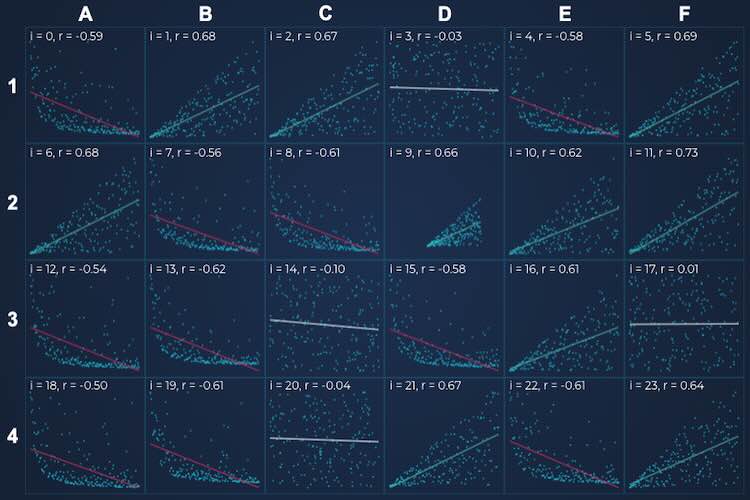 A B C D E F
1
i = 0, r = -0.59 i = 1, r = 0.68 i = 2, r = 0.67 i = 3, r = -0.03 i = 4, r = -0.58 i = 5, r = 0.69
2
i = 6, r = 0.68 i = 7, r = -0.56 i = 8, r = -0.61 i = 9, r = 0.66 i = 10, r = 0.62 i = 11, r = 0.73
3
i = 12, r = -0.54 i = 13, r = -0.62 i = 14, r = -0.10 i = 15, r = -0.58 i = 16, r = 0.61 i = 17, r = 0.01
4
i = 18, r = -0.50 i = 19, r = -0.61 i = 20, r = -0.04 i = 21, r = 0.67 i = 22, r = -0.61 i = 23, r = 0.64